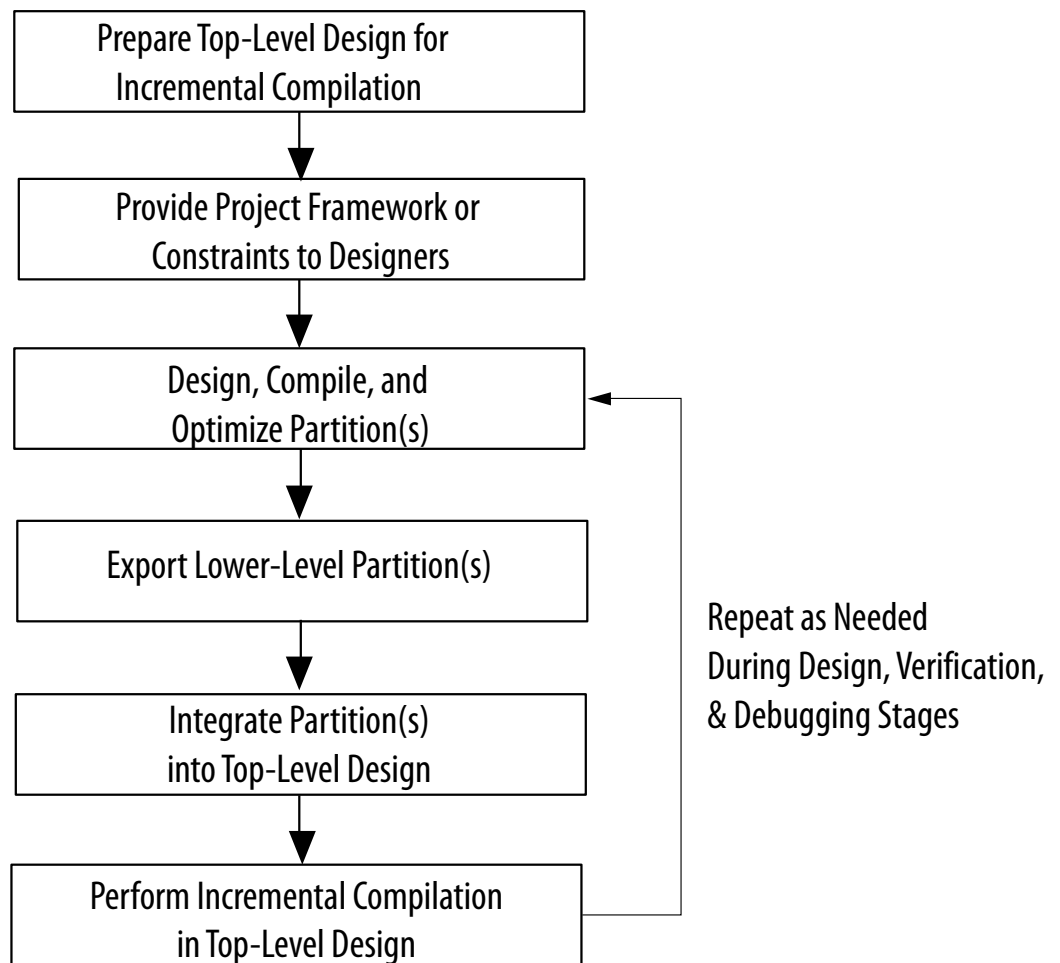 Prepare Top-Level Design for
Incremental Compilation
Provide Project Framework or
Constraints to Designers
Design, Compile, and
Optimize Partition(s)
Export Lower-Level Partition(s)
Integrate Partition(s)
into Top-Level Design
Perform Incremental Compilation
in Top-Level Design
Repeat as Needed
During Design, Verification,
& Debugging Stages